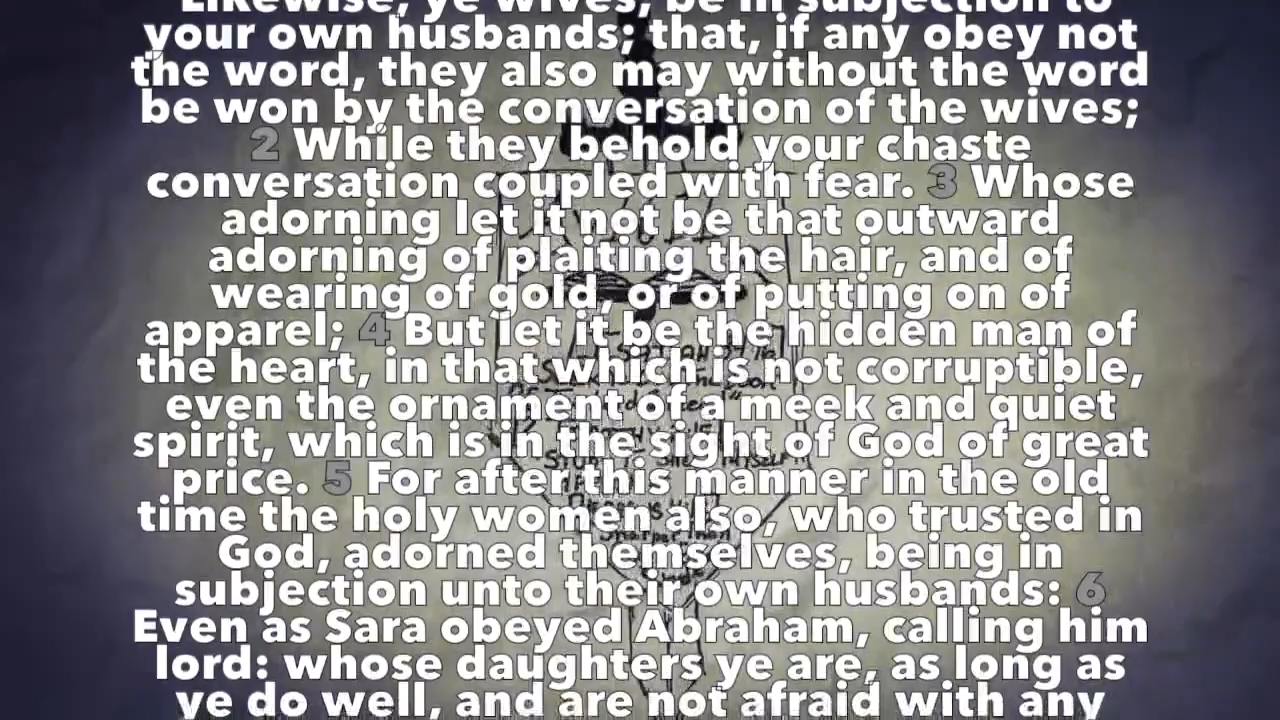 Likewise, ye wives, be in subjection to
your own husbands; that, if any obey not
the word, they also may without the word
be won by the conversation of the wives;
2 While they behold your chaste
conversation coupled with fear. 3 Whose
adorning let it not be that outward
adorning of plaiting the hair, and of
wearing of gold, or of putting on of
apparel; 4 But let it be the hidden man of
the heart, in that which is not corruptible,
even the ornament of a meek and quiet
spirit, which is in the sight of God of great
price. 5 For after this manner in the old
time the holy women also, who trusted in
God, adorned themselves, being in
subjection unto their own husbands: 6
Even as Sara obeyed Abraham, calling him
lord: whose daughters ye are, as long as
ye do well, and are not afraid with any